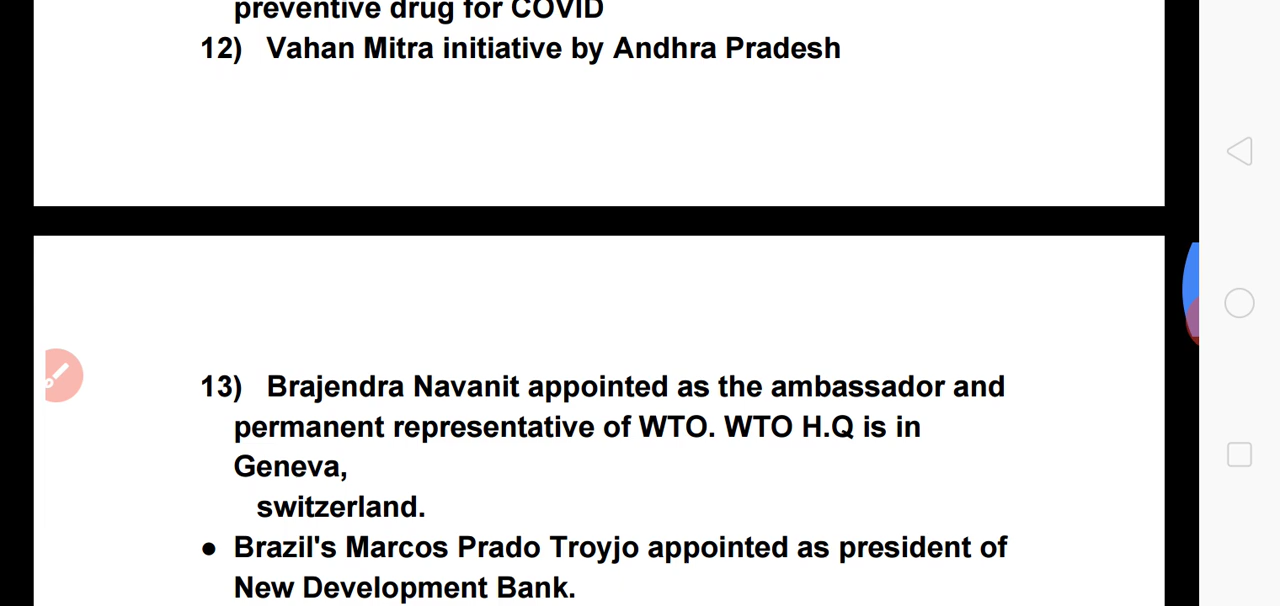 preventive drug for COVID
12) Vahan Mitra initiative by Andhra Pradesh
13) Brajendra Navanit appointed as the ambassador and
permanent representative of WTO. WTO H.Q is in
Geneva,
switzerland.
● Brazil's Marcos Prado Troyjo appointed as president of
New Development Bank.